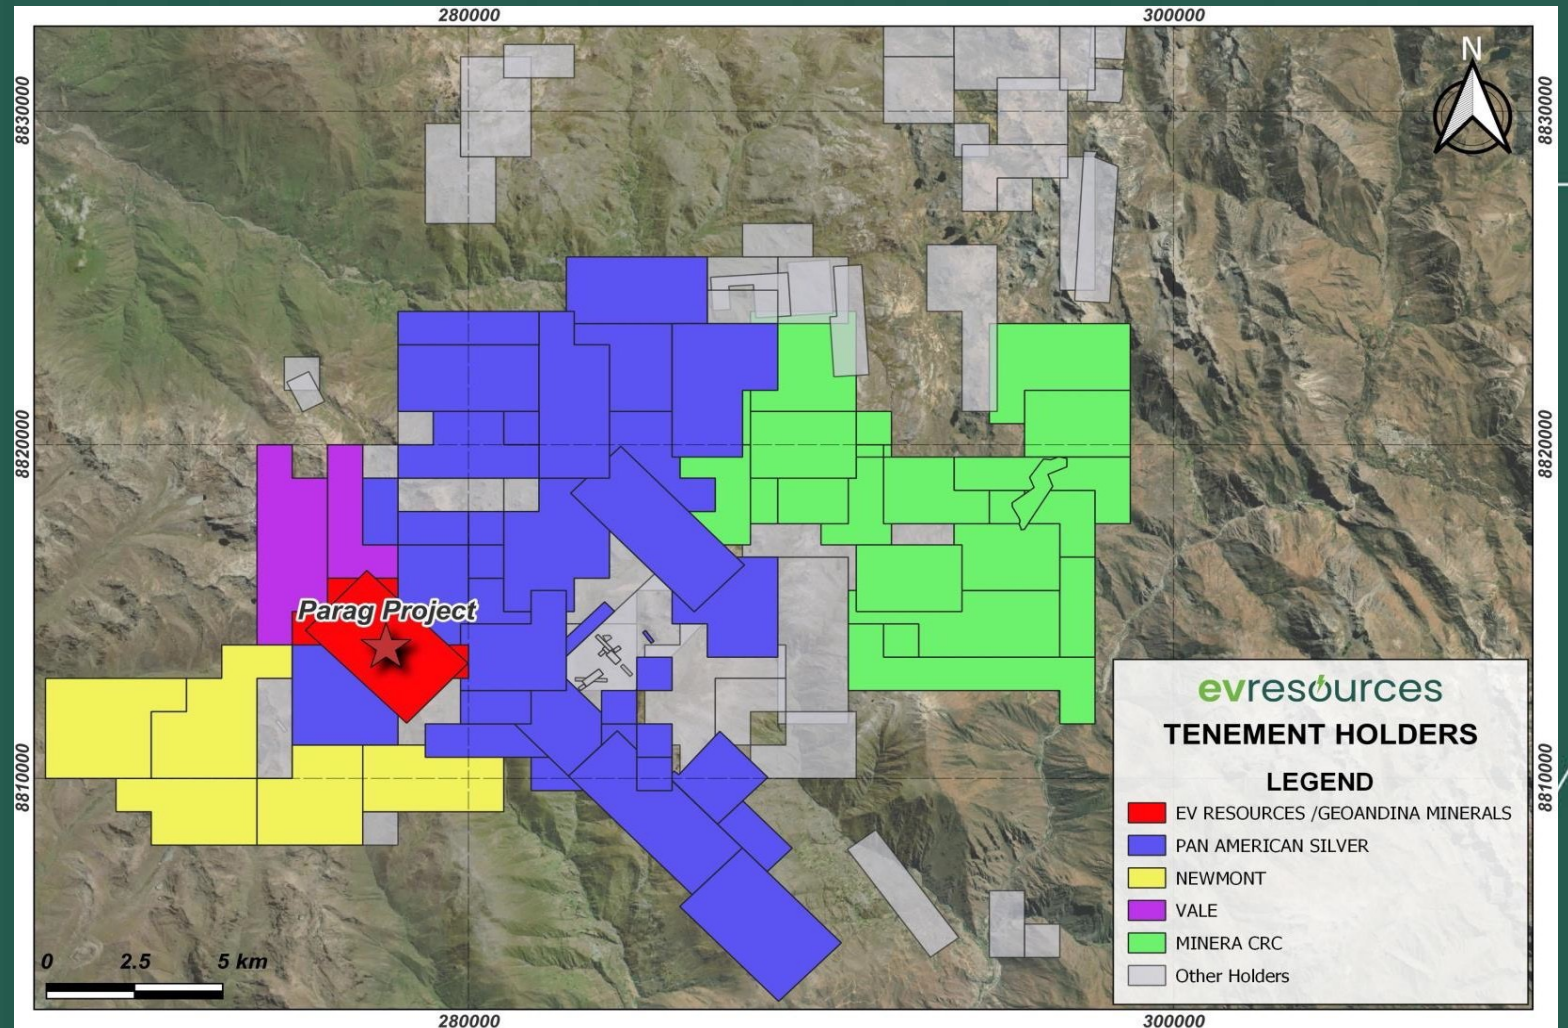 280000
300000
N
8830000
8830000
8820000
8820000
Parag Project
8810000
8810000
evresources
TENEMENT HOLDERS
LEGEND
EV RESOURCES /GEOANDINA MINERALS
PAN AMERICAN SILVER
NEWMONT
VALE
MINERA CRC
Other Holders
0 2.5 5 km
280000
300000